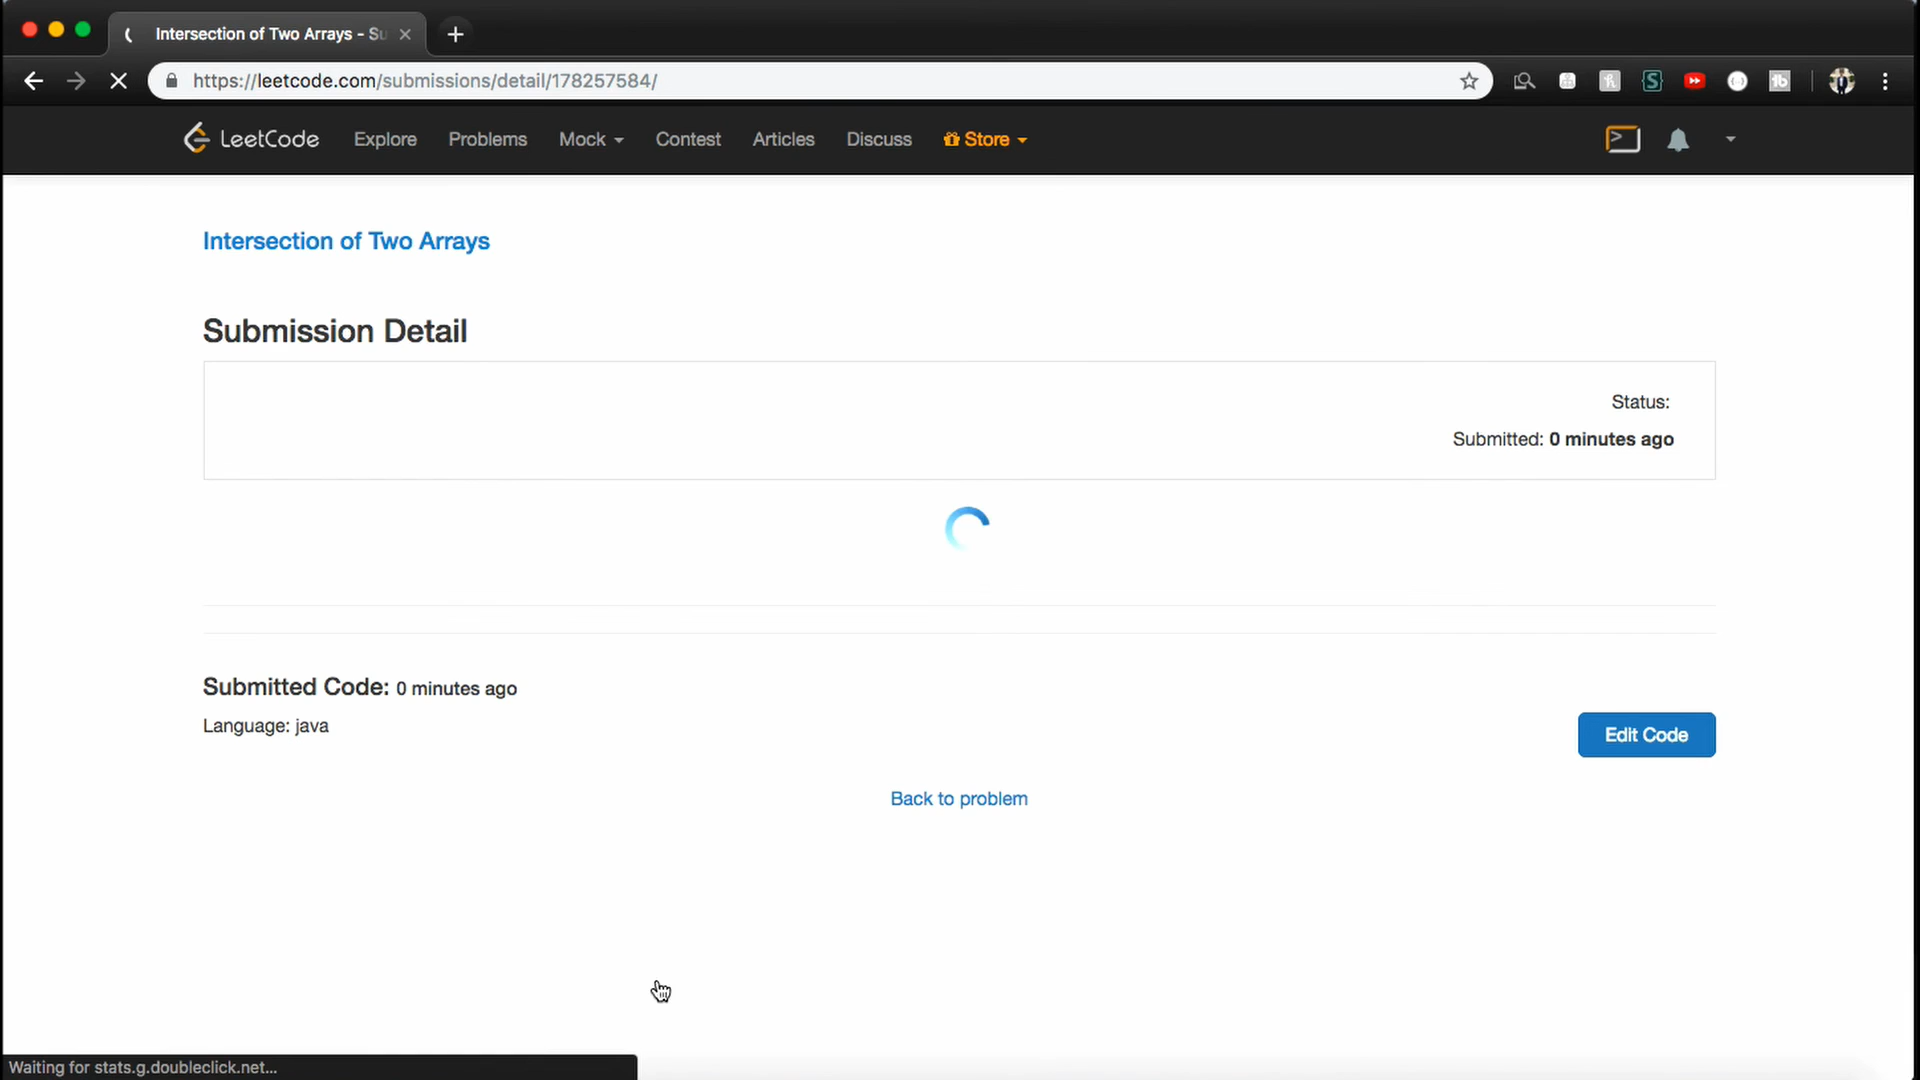 Intersection of Two Arrays - Su
https://leetcode.com/submissions/detail/178257584/
LeetCode Explore Problems Mock Contest Articles Discuss Store
Intersection of Two Arrays
Submission Detail
Status:
Submitted: 0 minutes ago
Submitted Code: 0 minutes ago
Language: java
Edit Code
Back to problem
Waiting for stats.g.doubleclick.net...